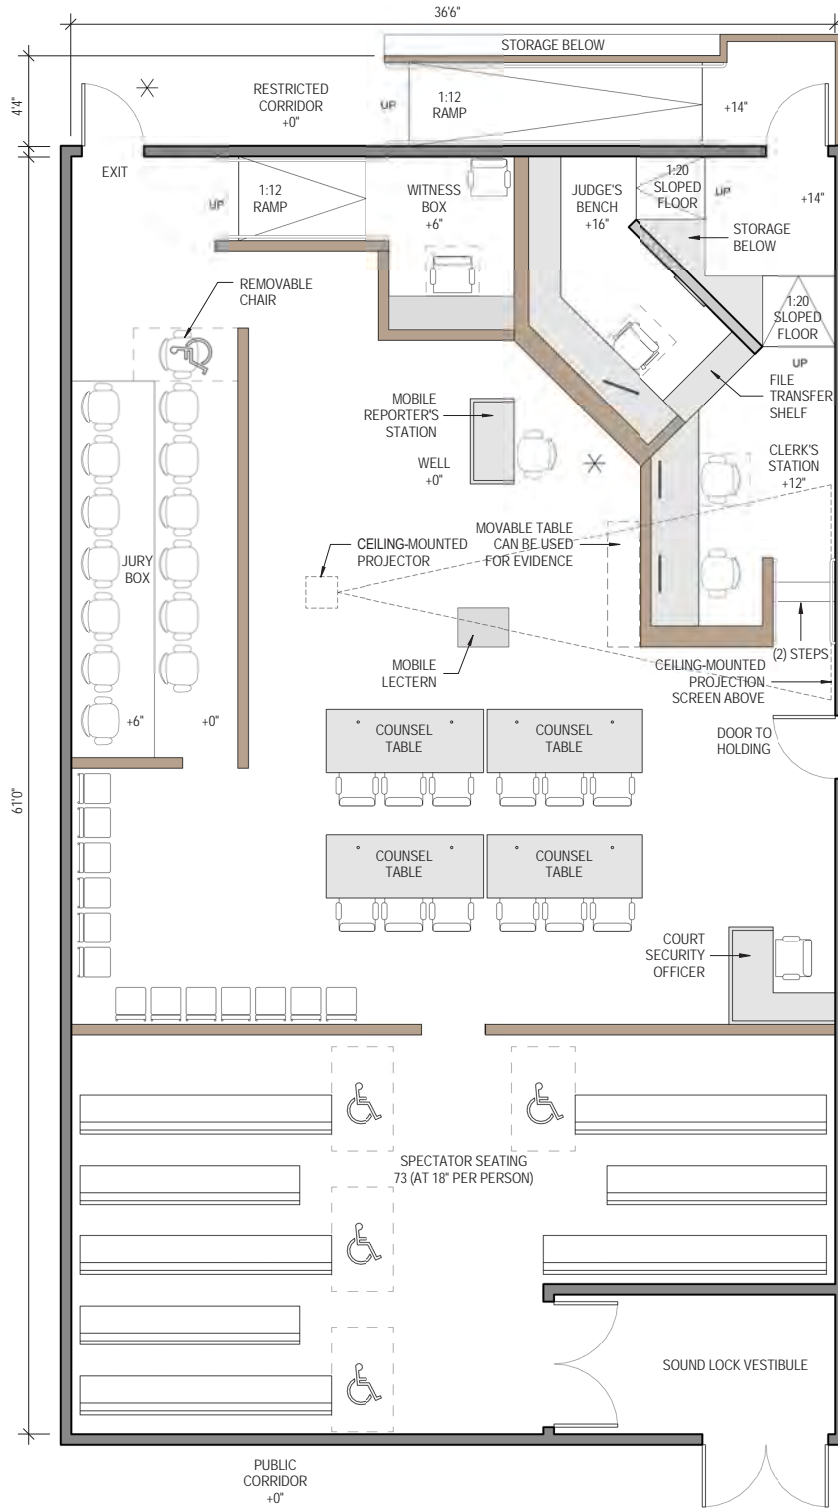 36'6"
STORAGE BELOW
4'4"
RESTRICTED
CORRIDOR
+0"
UP
1:12
RAMP
+14"
EXIT
UP
1:12
RAMP
WITNESS
BOX
+6"
JUDGE'S
BENCH
+16"
1:20
SLOPED
FLOOR
UP
+14"
STORAGE
BELOW
REMOVABLE
CHAIR
1:20
SLOPED
FLOOR
UP
FILE
TRANSFER
SHELF
MOBILE
REPORTER'S
STATION
WELL
+0"
CLERK'S
STATION
+12"
MOVABLE TABLE
CAN BE USED
FOR EVIDENCE
CEILING-MOUNTED
PROJECTOR
JURY
BOX
MOBILE
LECTERN
(2) STEPS
CEILING-MOUNTED
PROJECTION
SCREEN ABOVE
+6"
+0"
COUNSEL
TABLE
COUNSEL
TABLE
DOOR TO
HOLDING
61'0"
COUNSEL
TABLE
COUNSEL
TABLE
COURT
SECURITY
OFFICER
SPECTATOR SEATING
73 (AT 18" PER PERSON)
SOUND LOCK VESTIBULE
PUBLIC
CORRIDOR
+0"